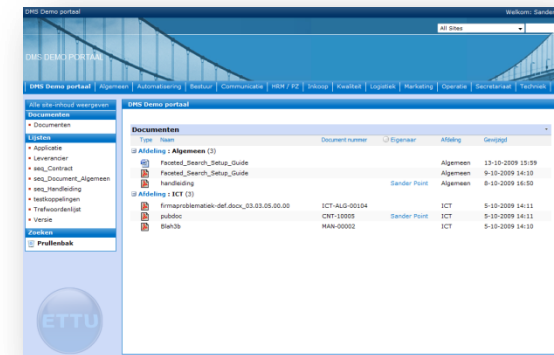 DMS Demo portaal Welkom: Sander
All Sites
DMS DEMO PORTAAL
DMS Demo portaal Algemeen Automatisering Bestuur Communicatie HRM / PZ Inkoop Kwaliteit Logistiek Marketing Operatie Secretariaat Techniek
Alle site-inhoud weergeven
Documenten
Documenten
Lijsten
Applicatie
Leverancier
seq_Contract
seq_Document_Algemeen
seq_Handleiding
testkoppelingen
Trefwoordenlijst
Versie
Zoeken
Prullenbak
ETTU
DMS Demo portaal
Documenten
Type Naam Document nummer Eigenaar Afdeling Gewijzigd
Afdeling : Algemeen (3)
Faceted_Search_Setup_Guide Algemeen 13-10-2009 15:59
Faceted_Search_Setup_Guide Algemeen 9-10-2009 14:10
handleiding Sander Point Algemeen 8-10-2009 16:50
Afdeling : ICT (3)
firmaproblematiek-def.docx_03.03.05.00.00 ICT-ALG-00104 ICT 5-10-2009 14:11
pubdoc CNT-10005 Sander Point ICT 5-10-2009 14:11
Blah3b MAN-00002 ICT 5-10-2009 14:10